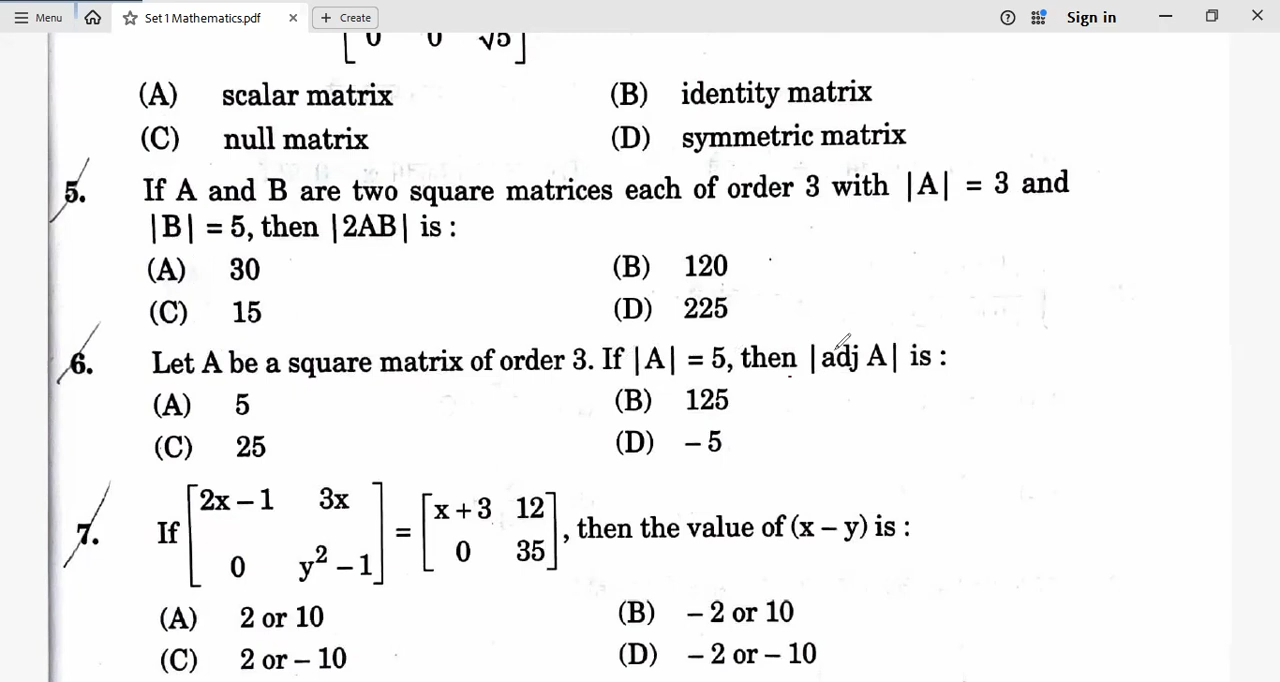 Menu Set 1 Mathematics.pdf × + Create ? Sign in
0 0 √5
(A) scalar matrix (B) identity matrix
(C) null matrix (D) symmetric matrix
5. If A and B are two square matrices each of order 3 with |A| = 3 and
|B| = 5, then |2AB| is :
(A) 30 (B) 120
(C) 15 (D) 225
6. Let A be a square matrix of order 3. If |A| = 5, then |adj A| is :
(A) 5 (B) 125
(C) 25 (D) – 5
7. If [2x – 1 3x
0 y² – 1] = [x + 3 12
0 35], then the value of (x – y) is :
(A) 2 or 10 (B) – 2 or 10
(C) 2 or – 10 (D) – 2 or – 10